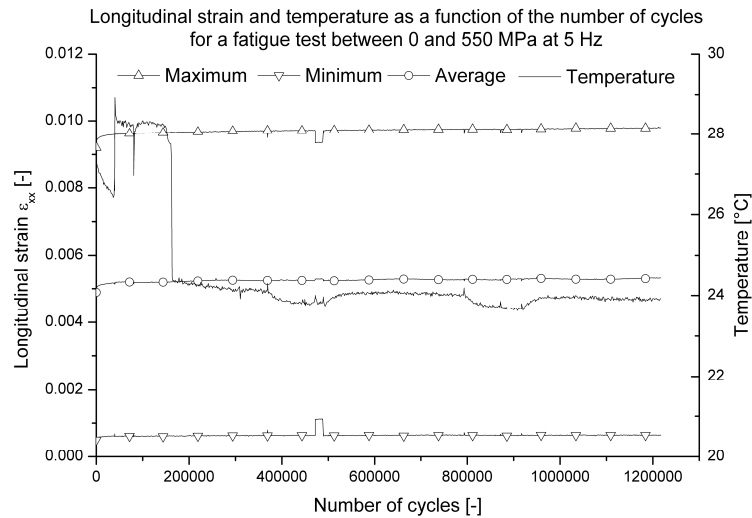 Longitudinal strain and temperature as a function of the number of cycles
for a fatigue test between 0 and 550 MPa at 5 Hz
0.012
30
Maximum Minimum Average Temperature
0.010
28
0.008
26
0.006
24
0.004
22
0.002
0.000
20
0 200000 400000 600000 800000 1000000 1200000
Number of cycles [-]
Longitudinal strain εxx [-]
Temperature [°C]